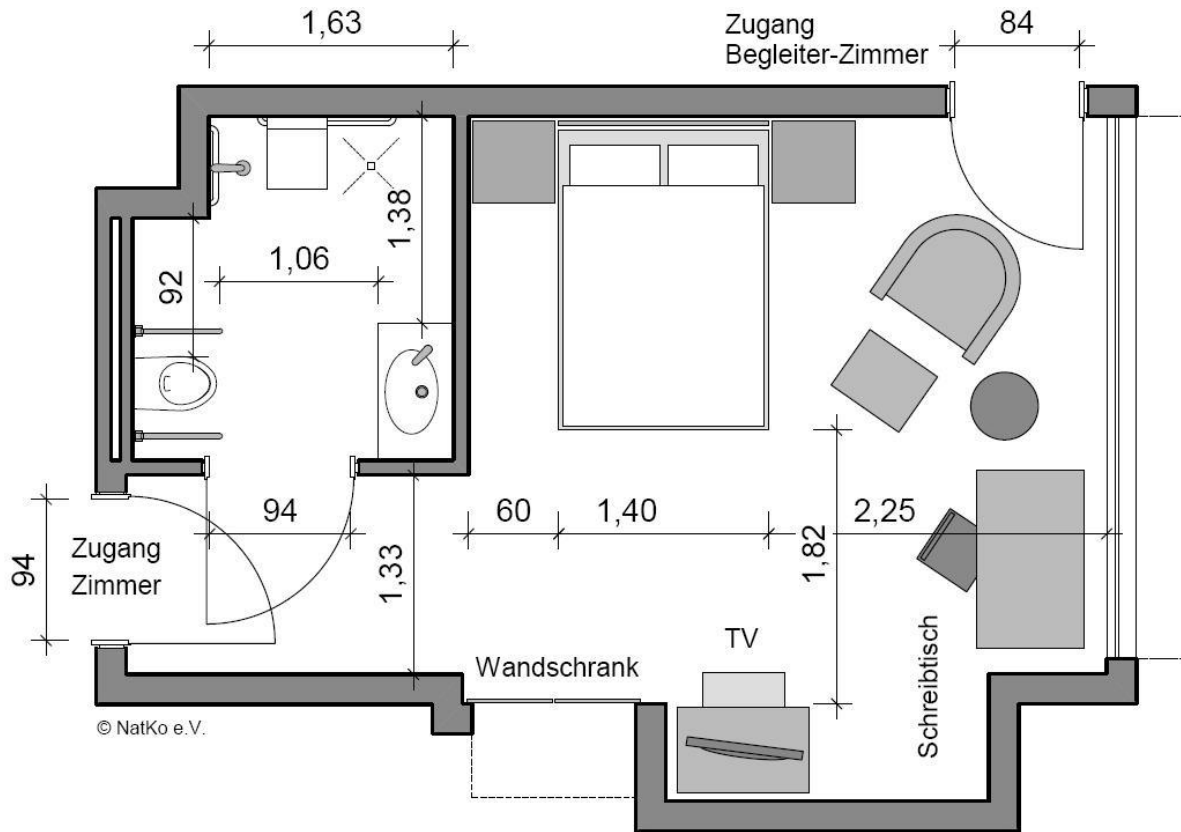 1,63
Zugang
Begleiter-Zimmer
84
1,38
1,06
92
94
Zugang
Zimmer
94
1,33
60
1,40
2,25
1,82
Wandschrank
TV
Schreibtisch
© NatKo e.V.